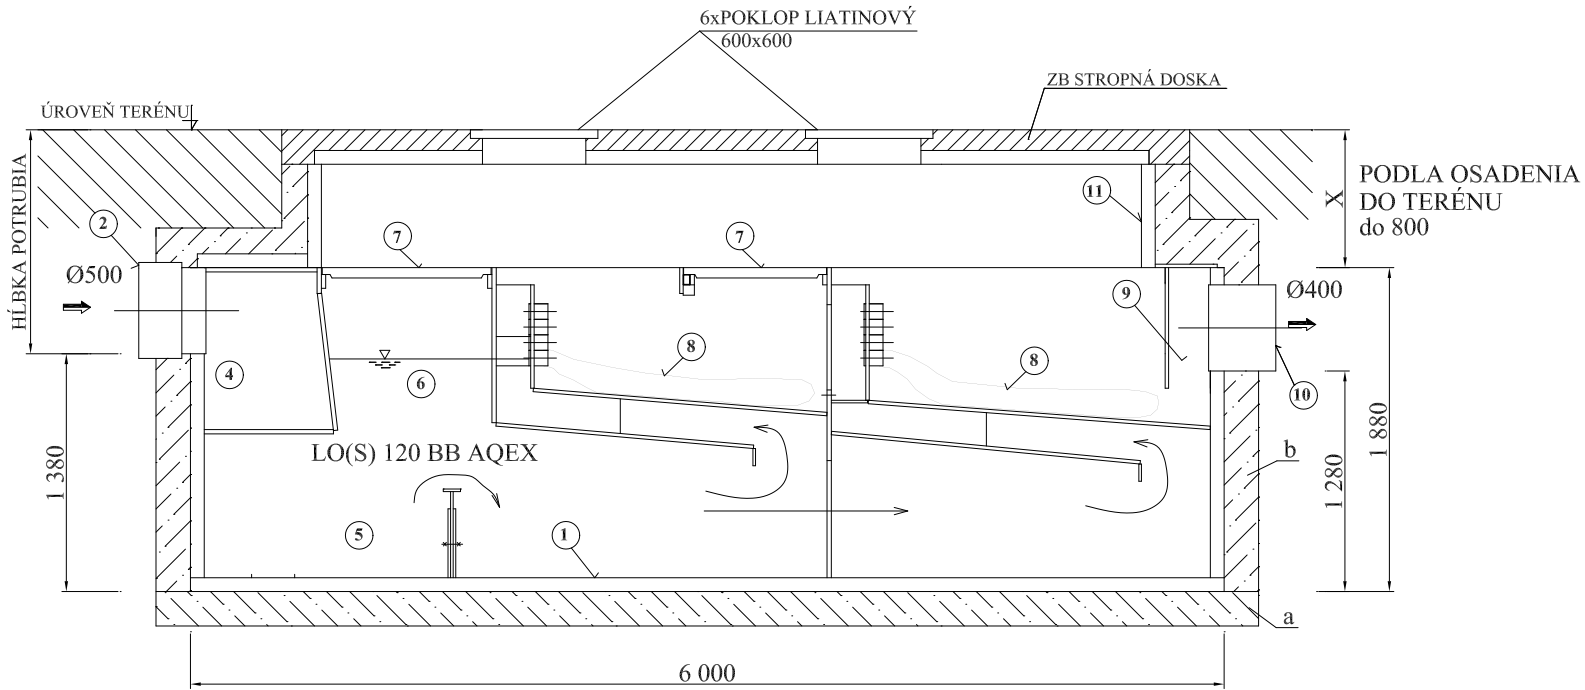 6xPOKLOP LIATINOVÝ
600x600
ZB STROPNÁ DOSKA
ÚROVEŇ TERÉNU
HĹBKA POTRUBIA
PODLA OSADENIA
DO TERÉNU
do 800
X
11
2
7
7
Ø500
Ø400
9
8
8
4
6
10
LO(S) 120 BB AQEX
b
1 380
1 280
1 880
5
1
a
6 000